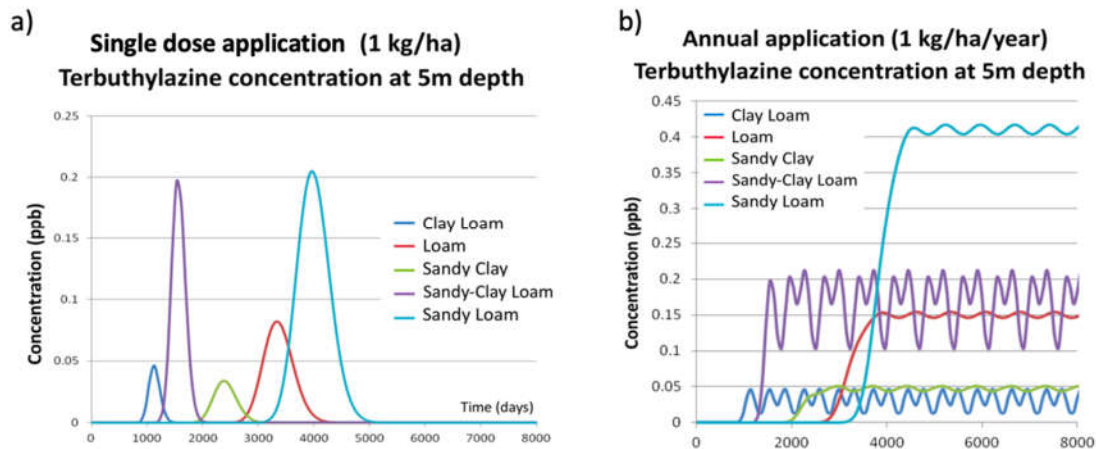 a)
Single dose application (1 kg/ha)
Terbuthylazine concentration at 5m depth
Concentration (ppb)
0.25
0.2
0.15
0.1
0.05
0
Clay Loam
Loam
Sandy Clay
Sandy-Clay Loam
Sandy Loam
Time (days)
0 1000 2000 3000 4000 5000 6000 7000 8000
b)
Annual application (1 kg/ha/year)
Terbuthylazine concentration at 5m depth
Concentration (ppb)
0.45
0.4
0.35
0.3
0.25
0.2
0.15
0.1
0.05
0
Clay Loam
Loam
Sandy Clay
Sandy-Clay Loam
Sandy Loam
0 2000 4000 6000 8000